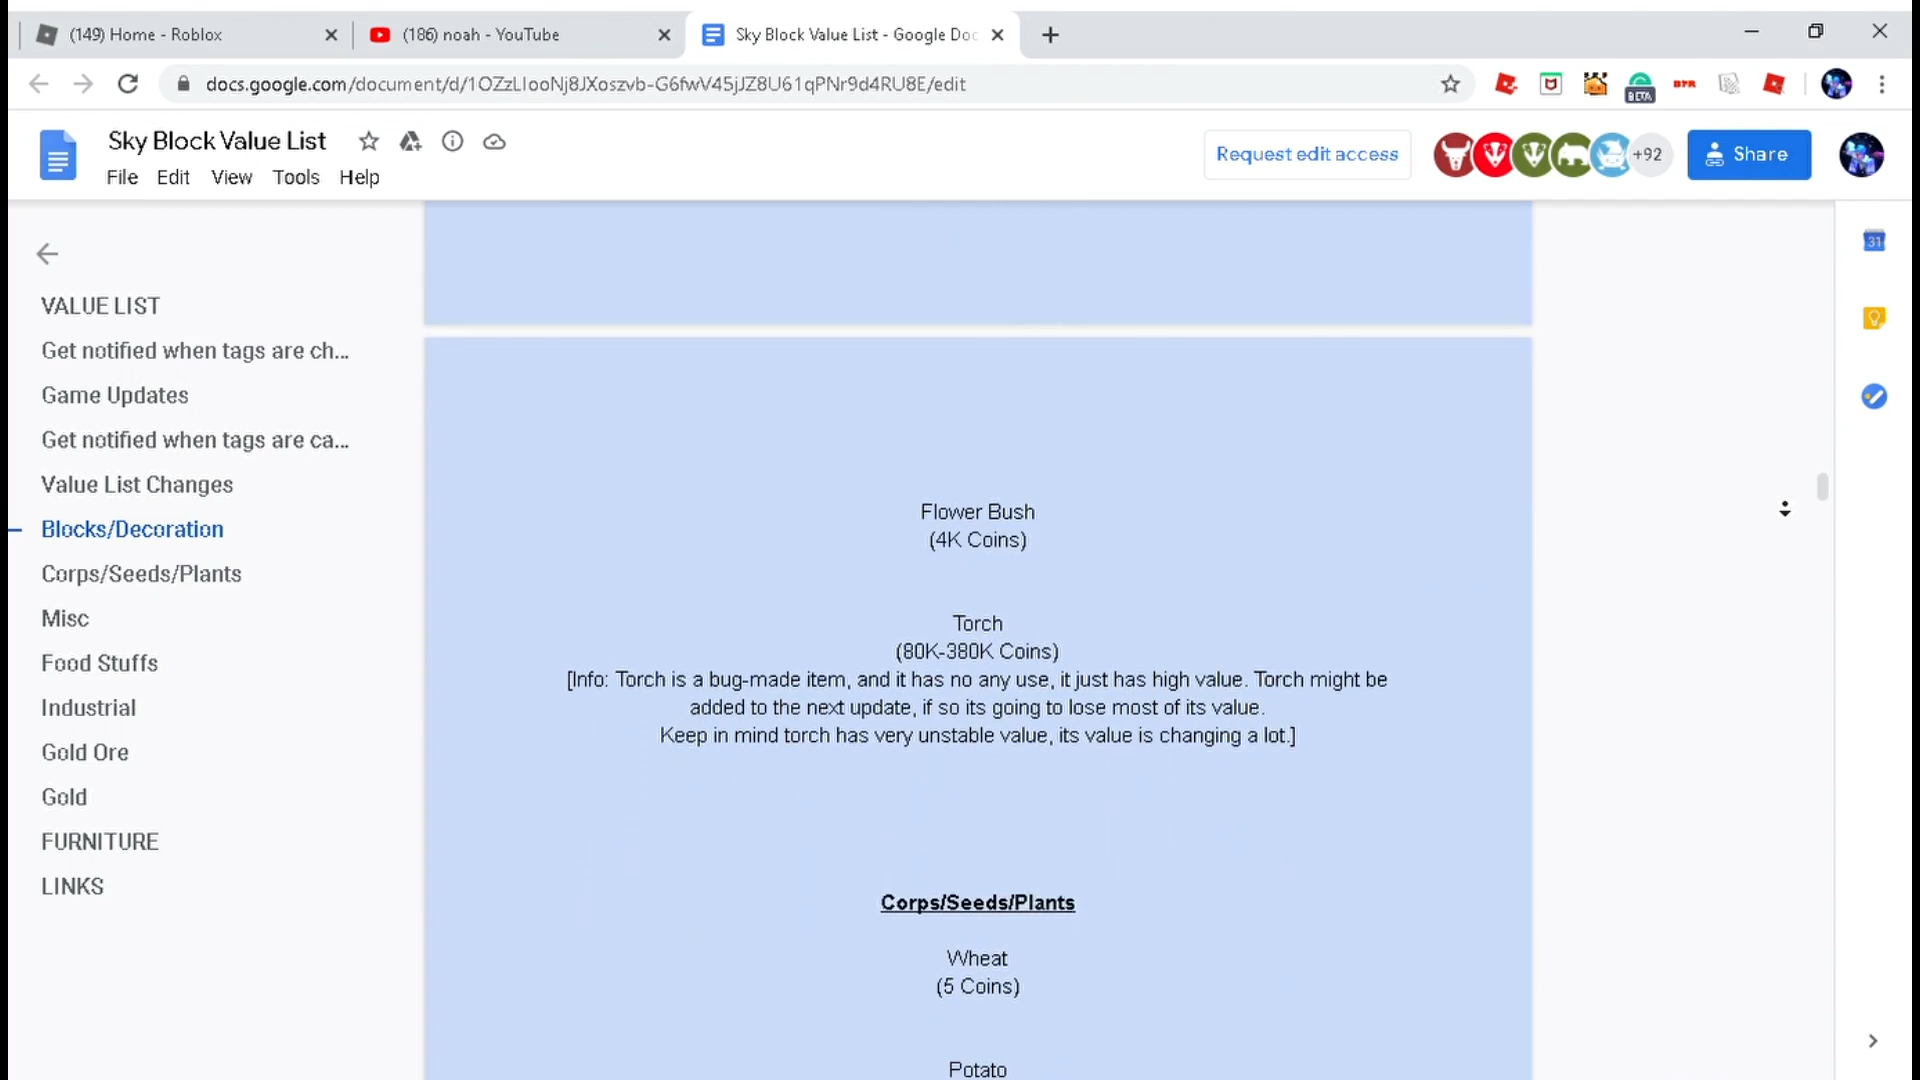 (149) Home - Roblox
(186) noah - YouTube
Sky Block Value List - Google Doc
docs.google.com/document/d/1OZzLIooNj8JXoszvb-G6fwV45jJZ8U61qPNr9d4RU8E/edit
BETA
BTR
Sky Block Value List
File Edit View Tools Help
Request edit access
+92
Share
31
VALUE LIST
Get notified when tags are ch...
Game Updates
Get notified when tags are ca...
Value List Changes
Blocks/Decoration
Corps/Seeds/Plants
Misc
Food Stuffs
Industrial
Gold Ore
Gold
FURNITURE
LINKS
Flower Bush
(4K Coins)
Torch
(80K-380K Coins)
[Info: Torch is a bug-made item, and it has no any use, it just has high value. Torch might be
added to the next update, if so its going to lose most of its value.
Keep in mind torch has very unstable value, its value is changing a lot.]
Corps/Seeds/Plants
Wheat
(5 Coins)
Potato